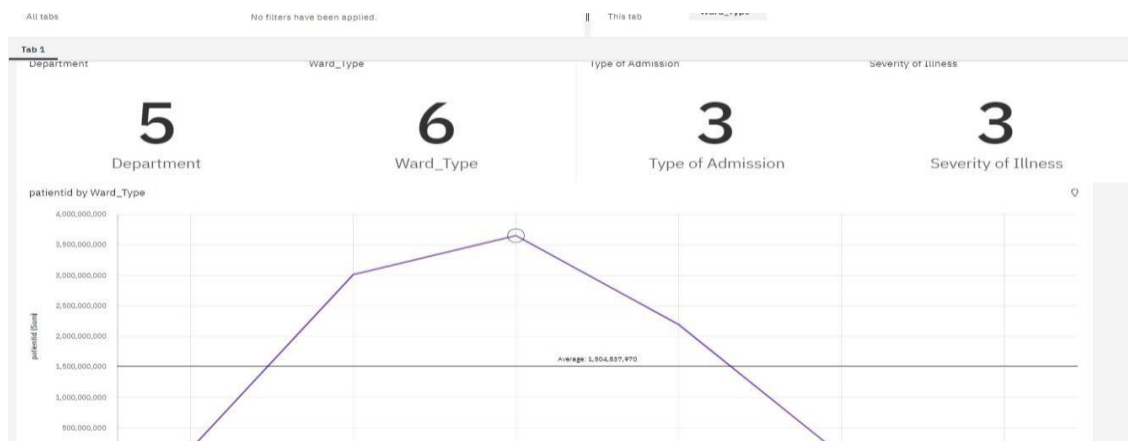 All tabs
No filters have been applied.
This tab
Ward_Type
Tab 1
Department
Ward_Type
Type of Admission
Severity of Illness
5
6
3
3
Department
Ward_Type
Type of Admission
Severity of Illness
patientid by Ward_Type
4,000,000,000
3,500,000,000
3,000,000,000
2,500,000,000
2,000,000,000
1,500,000,000
1,000,000,000
500,000,000
patientid (Sum)
Average: 1,504,837,970